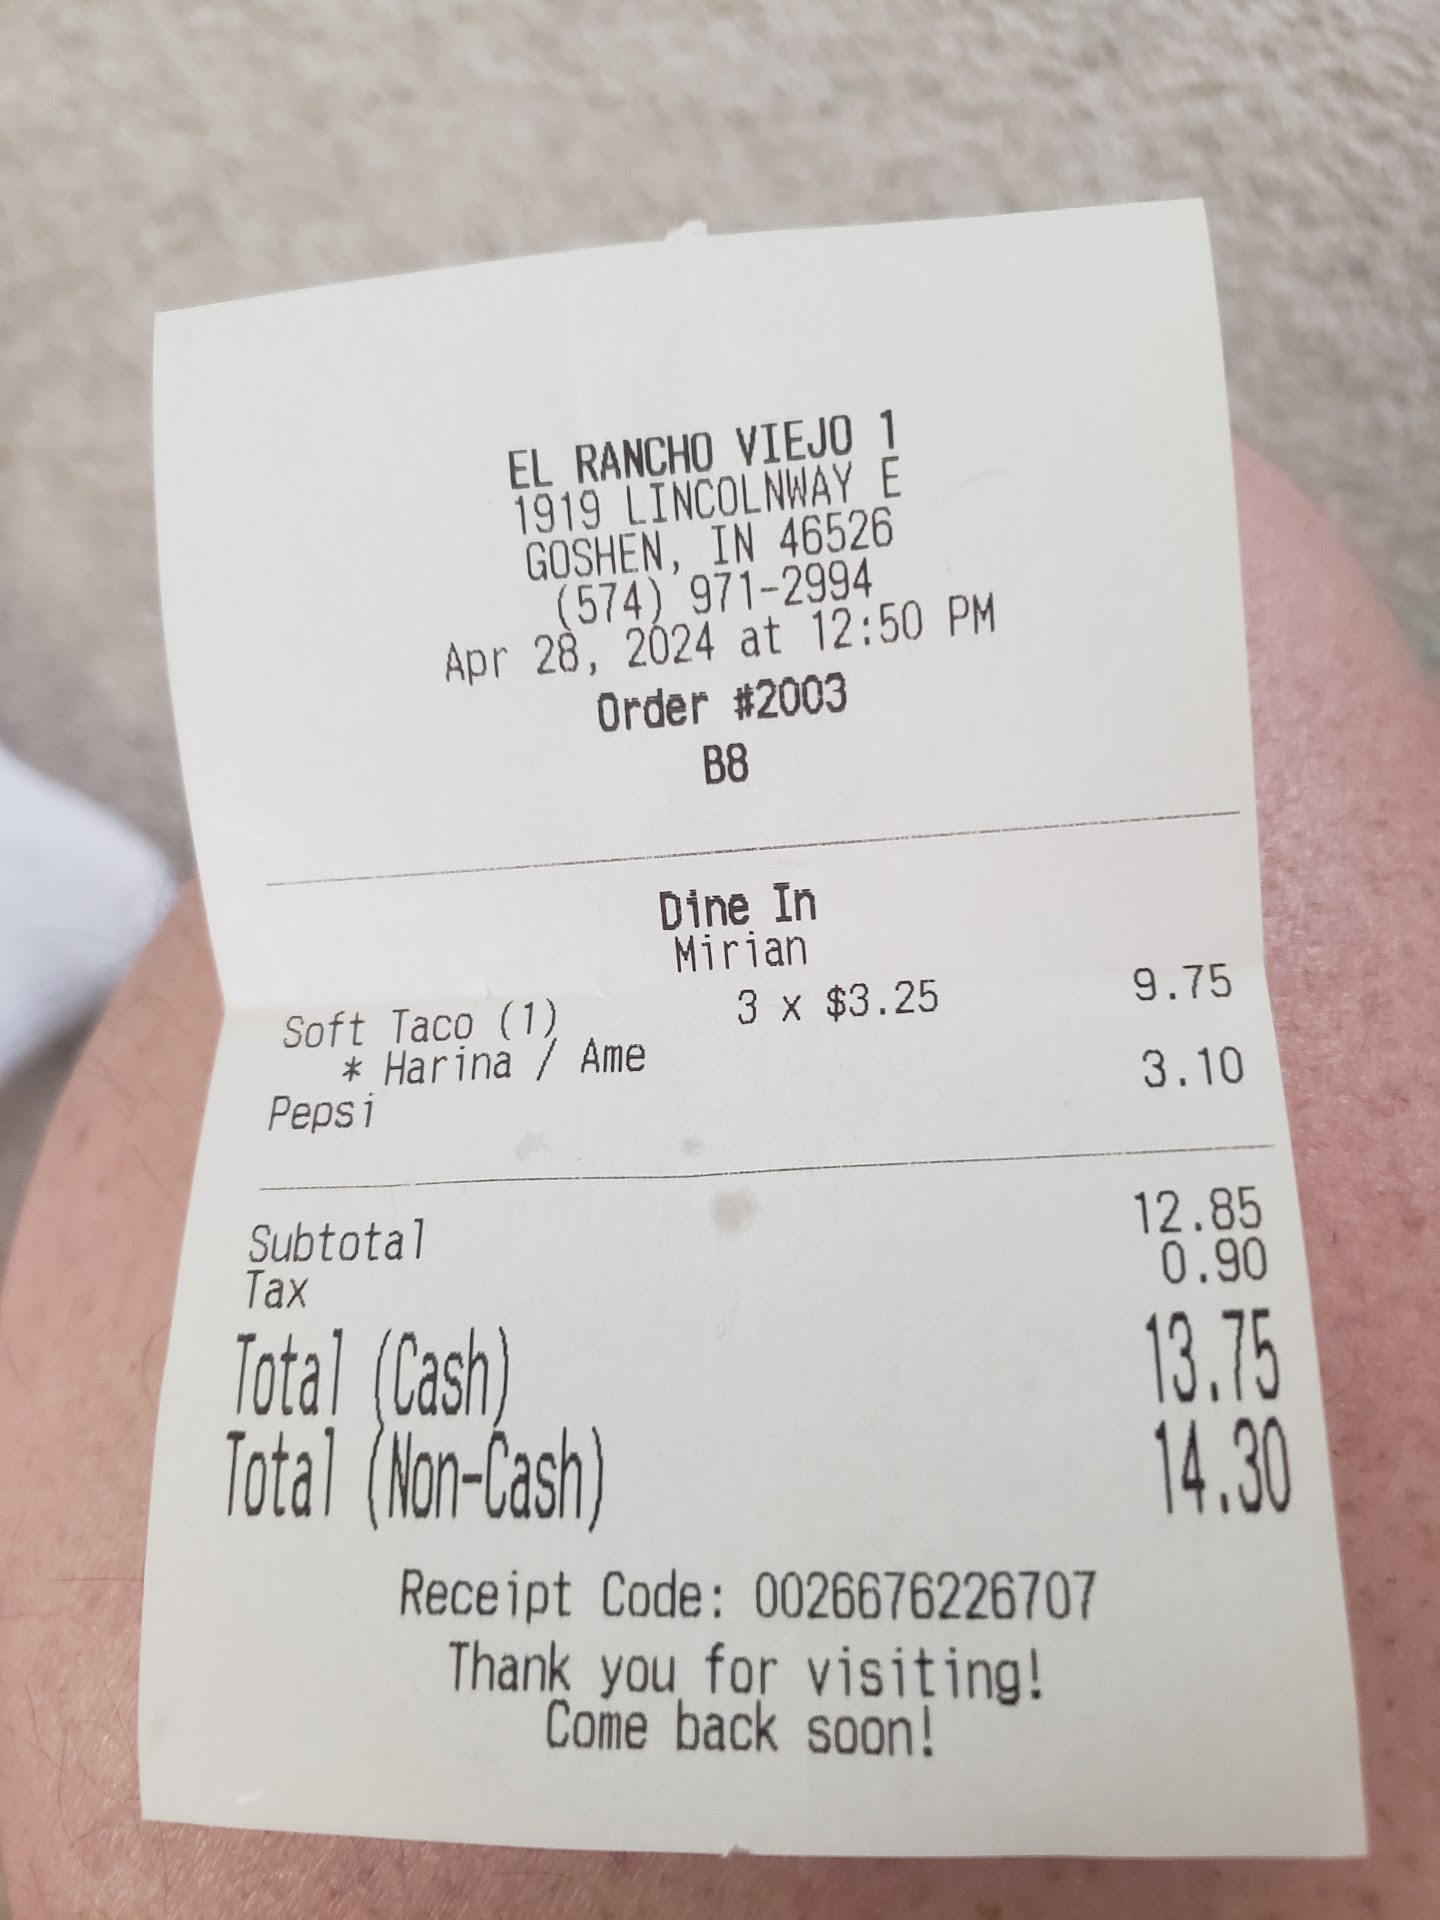 EL RANCHO VIEJO 1
1919 LINCOLNWAY E
GOSHEN, IN 46526
(574) 971-2994
Apr 28, 2024 at 12:50 PM
Order #2003
B8
Dine In
Mirian
Soft Taco (1) 3 x $3.25 9.75
* Harina / Ame
Pepsi 3.10
Subtotal 12.85
Tax 0.90
Total (Cash) 13.75
Total (Non-Cash) 14.30
Receipt Code: 0026676226707
Thank you for visiting!
Come back soon!